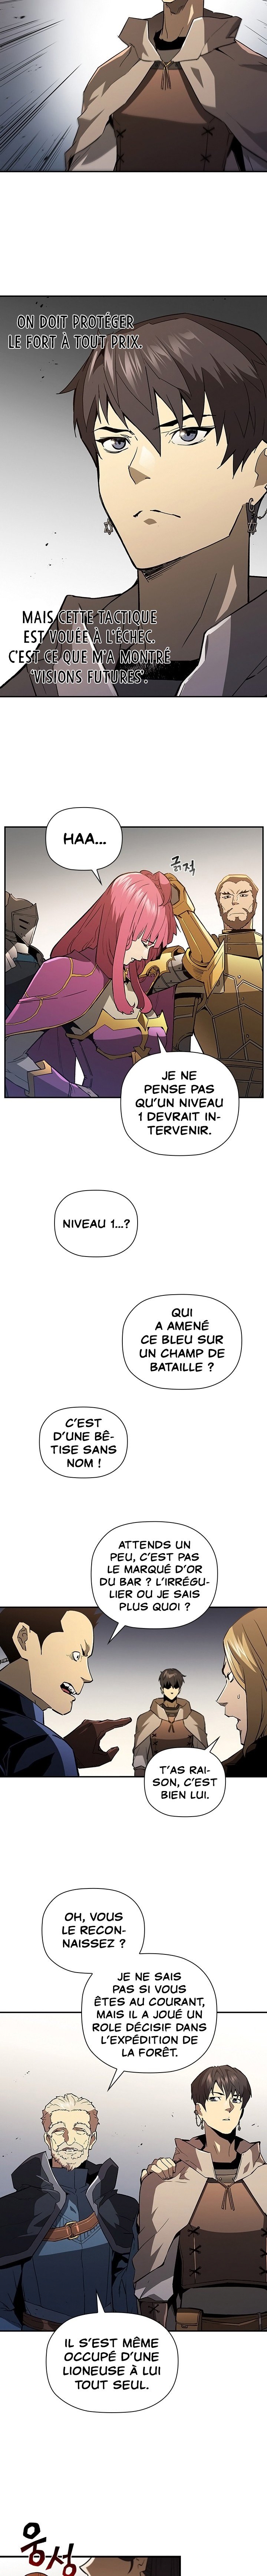 ON DOIT PROTÉGER
LE FORT À TOUT PRIX.
MAIS CETTE TACTIQUE
EST VOUÉE À L'ÉCHEC.
C'EST CE QUE M'A MONTRÉ
'VISIONS FUTURES'.
HAA...
긁적
JE NE
PENSE PAS
QU'UN NIVEAU
1 DEVRAIT IN-
TERVENIR.
NIVEAU 1...?
QUI
A AMENÉ
CE BLEU SUR
UN CHAMP DE
BATAILLE ?
C'EST
D'UNE BÊ-
TISE SANS
NOM !
ATTENDS UN
PEU, C'EST PAS
LE MARQUÉ D'OR
DU BAR ? L'IRRÉGU-
LIER OU JE SAIS
PLUS QUOI ?
T'AS RAI-
SON, C'EST
BIEN LUI.
OH, VOUS
LE RECON-
NAISSEZ ?
JE NE SAIS
PAS SI VOUS
ÊTES AU COURANT,
MAIS IL A JOUÉ UN
ROLE DÉCISIF DANS
L'EXPÉDITION DE
LA FORÊT.
IL S'EST MÊME
OCCUPÉ D'UNE
LIONEUSE À LUI
TOUT SEUL.
웅성